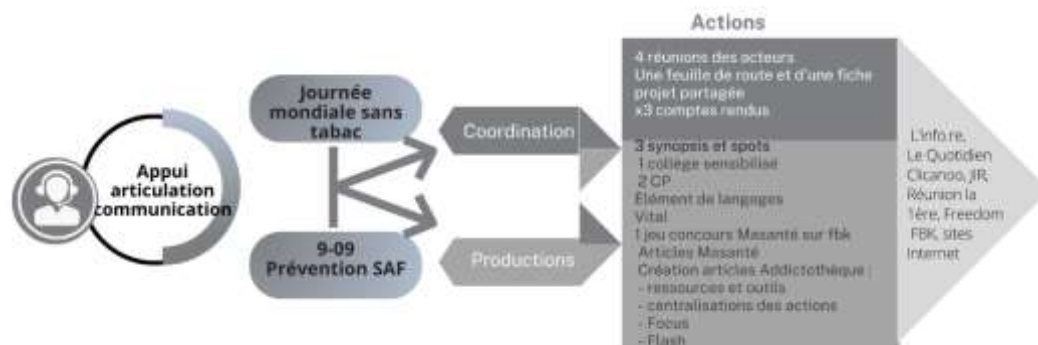 Actions
Appui
articulation
communication
Journée
mondiale sans
tabac
9-09
Prévention SAF
Coordination
Productions
4 réunions des acteurs
Une feuille de route et d'une fiche
projet partagée
x3 comptes rendus
3 synopsis et spots
1 collège sensibilisé
2 CP
Elément de langages
Vital
1 jeu concours Masanté sur fbk
Articles Masanté
Création articles Addictothèque :
- ressources et outils
- centralisations des actions
- Focus
- Flash
L'info.re,
Le Quotidien
Clicanoo, JIR,
Réunion la
1ère, Freedom
FBK, sites
Internet